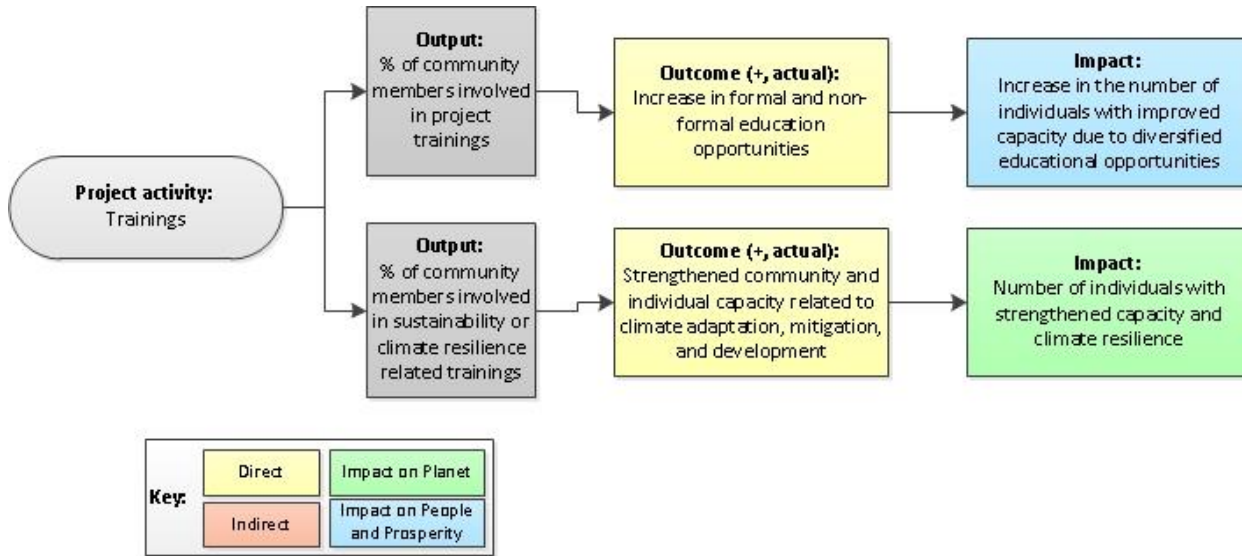 Project activity:
Trainings
Output:
% of community
members involved
in project
trainings
Outcome (+, actual):
Increase in formal and non-
formal education
opportunities
Impact:
Increase in the number of
individuals with improved
capacity due to diversified
educational opportunities
Output:
% of community
members involved
in sustainability or
climate resilience
related trainings
Outcome (+, actual):
Strengthened community and
individual capacity related to
climate adaptation, mitigation,
and development
Impact:
Number of individuals with
strengthened capacity and
climate resilience
Key:
Direct
Impact on Planet
Indirect
Impact on People
and Prosperity